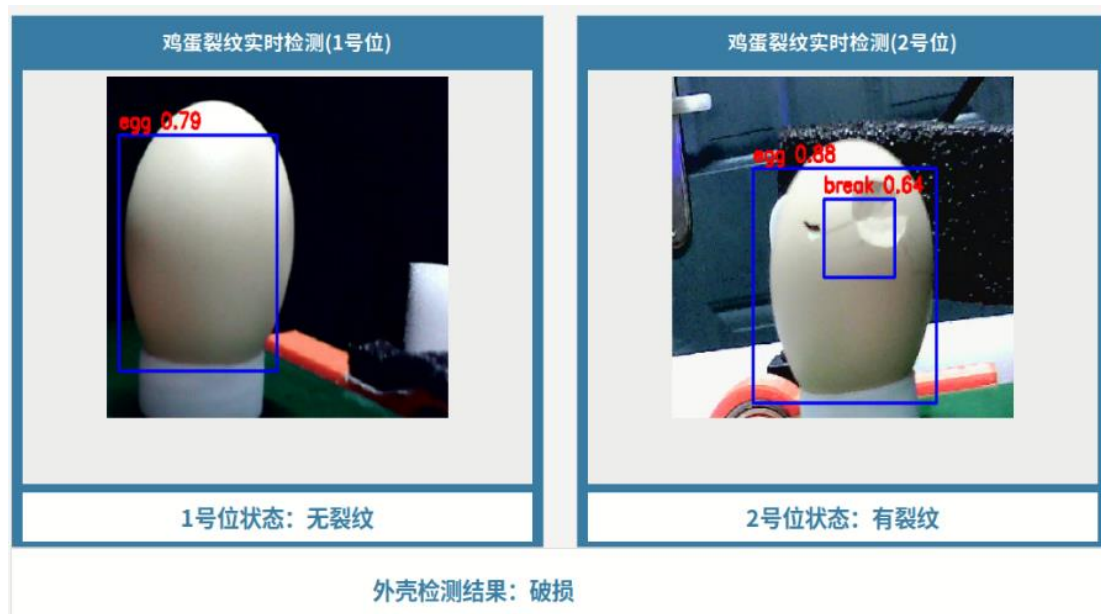 鸡蛋裂纹实时检测(1号位)
鸡蛋裂纹实时检测(2号位)
egg 0.79
egg 0.88
break 0.64
1号位状态：无裂纹
2号位状态：有裂纹
外壳检测结果：破损